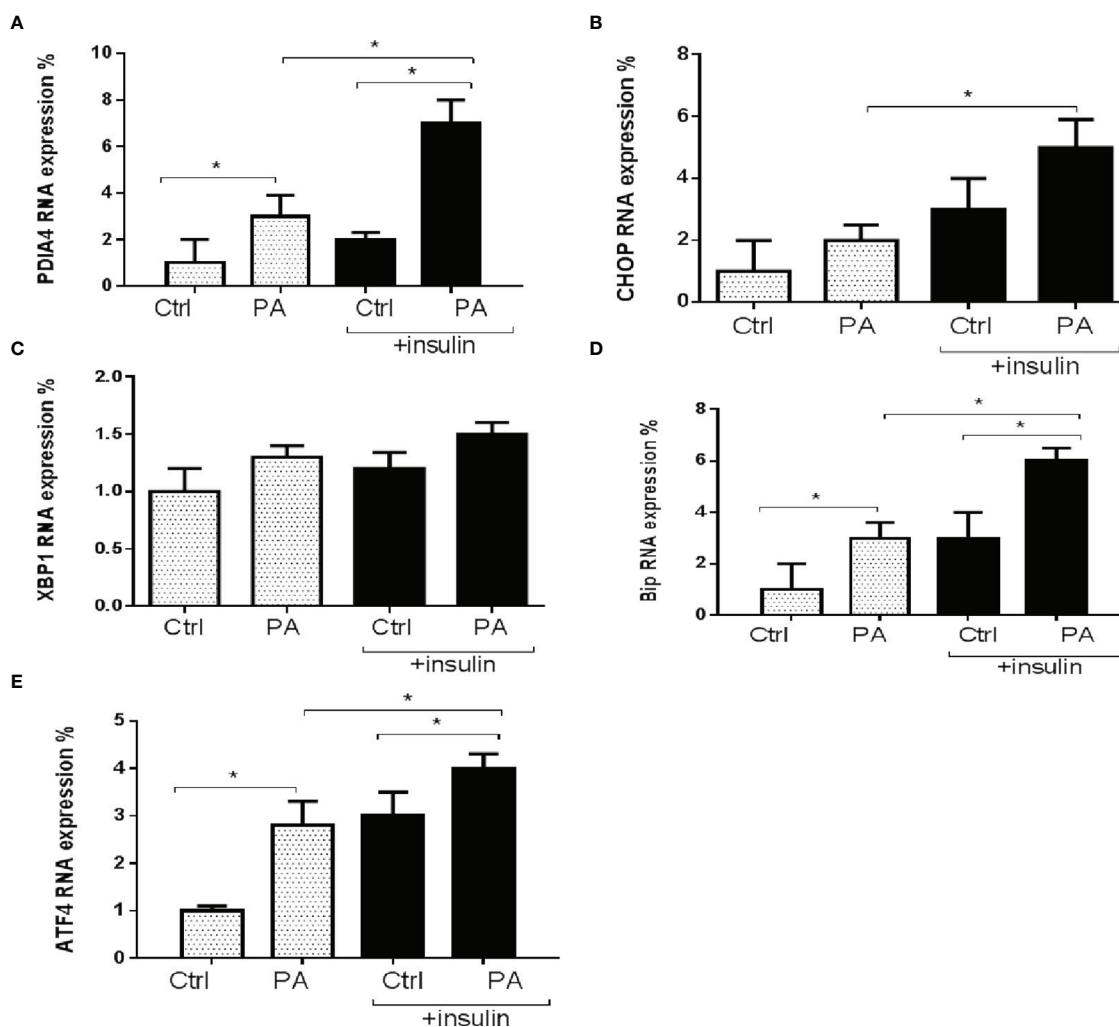 A
PDIA4 RNA expression %
10
8
6
4
2
0
*
*
*
Ctrl PA Ctrl PA
+insulin
B
CHOP RNA expression %
8
6
4
2
0
*
Ctrl PA Ctrl PA
+insulin
C
XBP1 RNA expression %
2.0
1.5
1.0
0.5
0.0
Ctrl PA Ctrl PA
+insulin
D
Bip RNA expression %
8
6
4
2
0
*
*
*
Ctrl PA Ctrl PA
+insulin
E
ATF4 RNA expression %
5
4
3
2
1
0
*
*
*
Ctrl PA Ctrl PA
+insulin